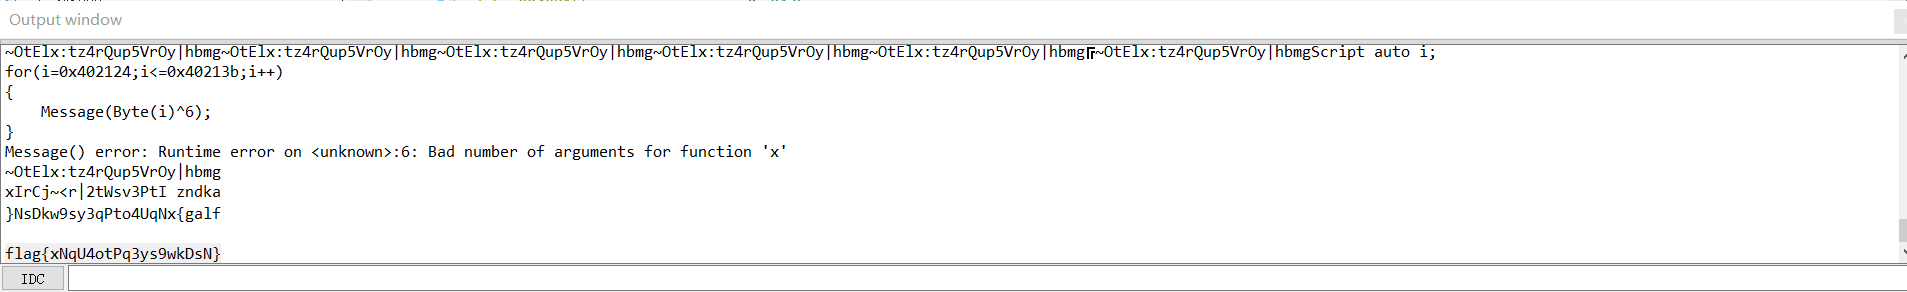 Output window
~OtElx:tz4rQup5VrOy|hbmg~OtElx:tz4rQup5VrOy|hbmg~OtElx:tz4rQup5VrOy|hbmg~OtElx:tz4rQup5VrOy|hbmg~OtElx:tz4rQup5VrOy|hbmg~OtElx:tz4rQup5VrOy|hbmgScript auto i;
for(i=0x402124;i<=0x40213b;i++)
{
    Message(Byte(i)^6);
}
Message() error: Runtime error on <unknown>:6: Bad number of arguments for function 'x'
~OtElx:tz4rQup5VrOy|hbmg
xIrCj~<r|2tWsv3PtI zndka
}NsDkw9sy3qPto4UqNx{galf
flag{xNqU4otPq3ys9wkDsN}
IDC